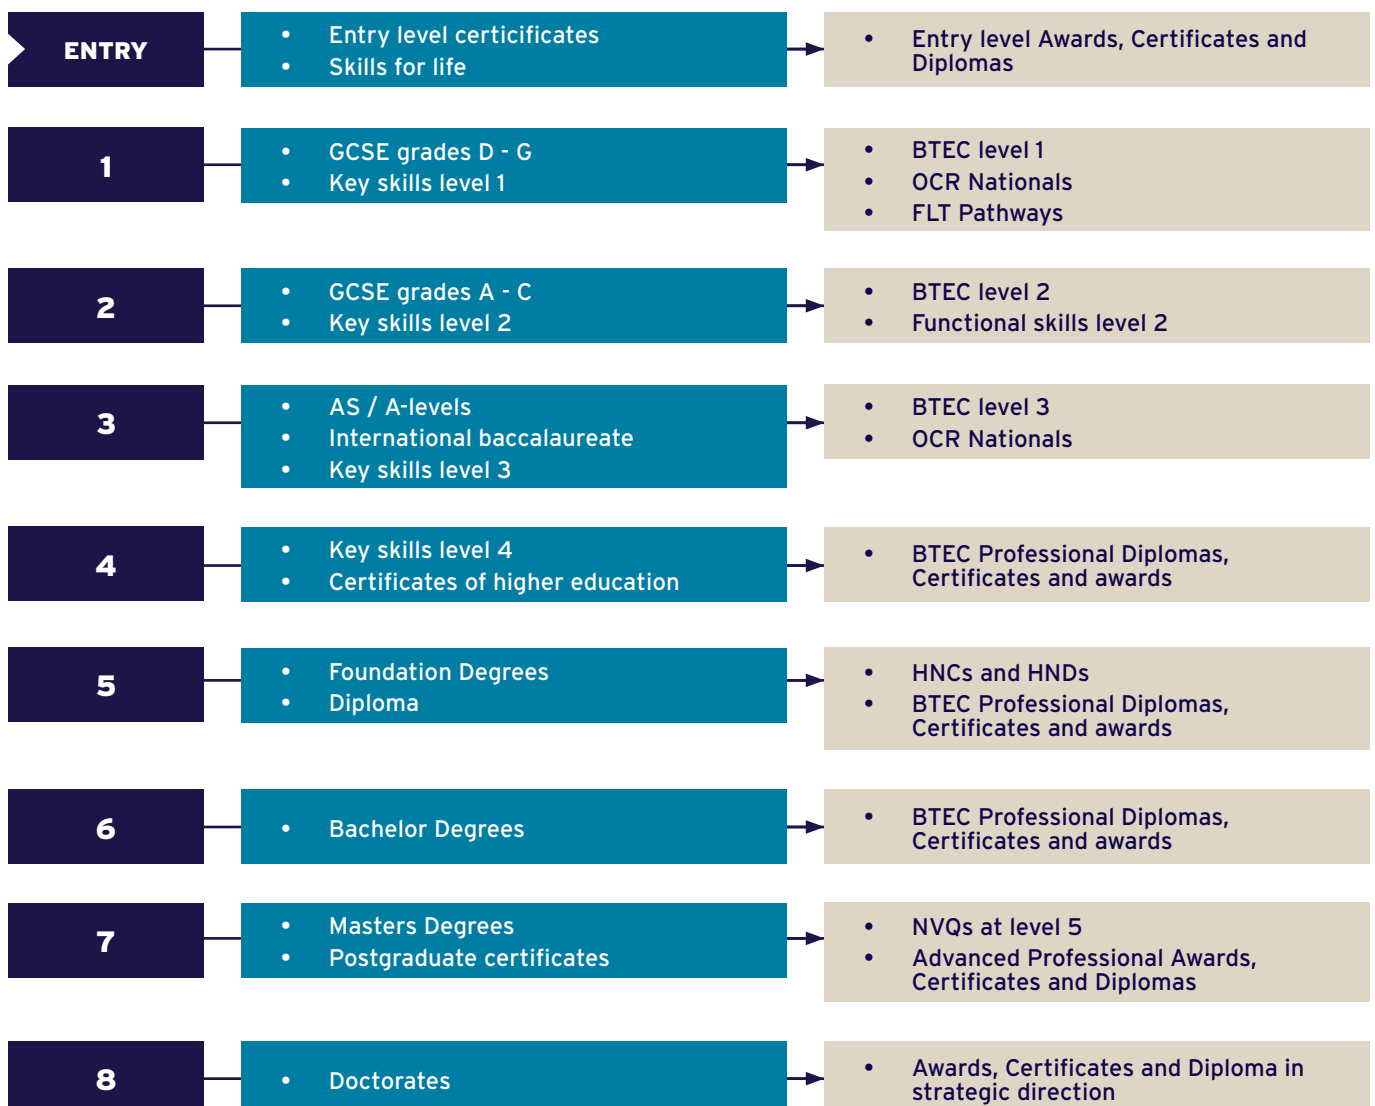 ENTRY
• Entry level certicificates
• Skills for life
• Entry level Awards, Certificates and
Diplomas
1
• GCSE grades D - G
• Key skills level 1
• BTEC level 1
• OCR Nationals
• FLT Pathways
2
• GCSE grades A - C
• Key skills level 2
• BTEC level 2
• Functional skills level 2
3
• AS / A-levels
• International baccalaureate
• Key skills level 3
• BTEC level 3
• OCR Nationals
4
• Key skills level 4
• Certificates of higher education
• BTEC Professional Diplomas,
Certificates and awards
5
• Foundation Degrees
• Diploma
• HNCs and HNDs
• BTEC Professional Diplomas,
Certificates and awards
6
• Bachelor Degrees
• BTEC Professional Diplomas,
Certificates and awards
7
• Masters Degrees
• Postgraduate certificates
• NVQs at level 5
• Advanced Professional Awards,
Certificates and Diplomas
8
• Doctorates
• Awards, Certificates and Diploma in
strategic direction